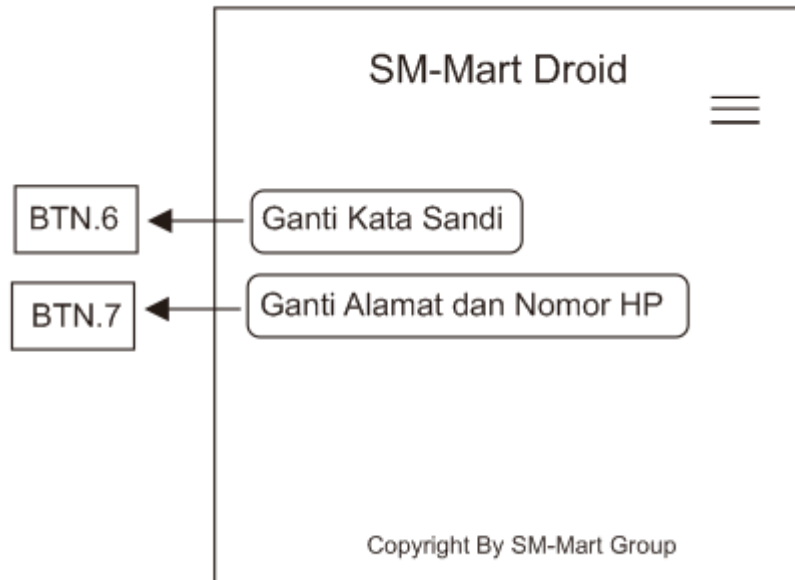 SM-Mart Droid
BTN.6
Ganti Kata Sandi
BTN.7
Ganti Alamat dan Nomor HP
Copyright By SM-Mart Group